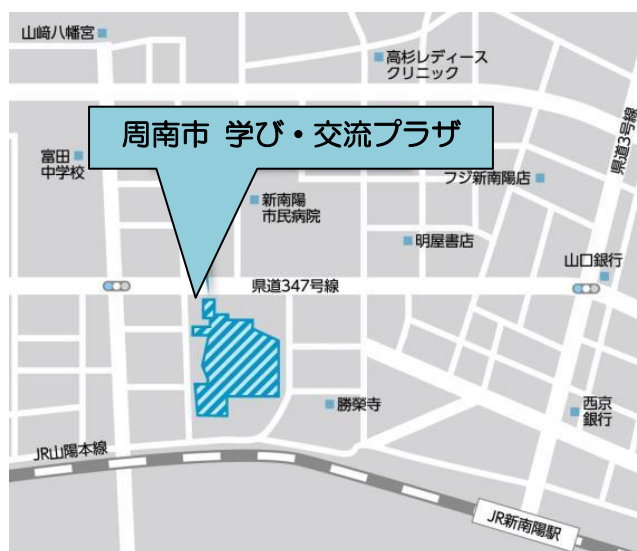 山﨑八幡宮
高杉レディース
クリニック
周南市 学び・交流プラザ
県道3号線
富田
中学校
フジ新南陽店
新南陽
市民病院
明屋書店
山口銀行
県道347号線
勝榮寺
西京
銀行
JR山陽本線
JR新南陽駅